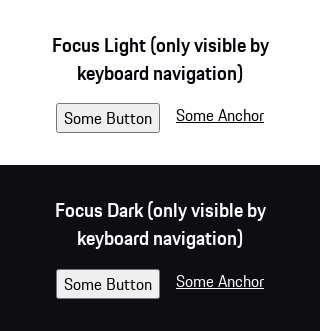 Focus Light (only visible by
keyboard navigation)
Some Button Some Anchor
Focus Dark (only visible by
keyboard navigation)
Some Button Some Anchor